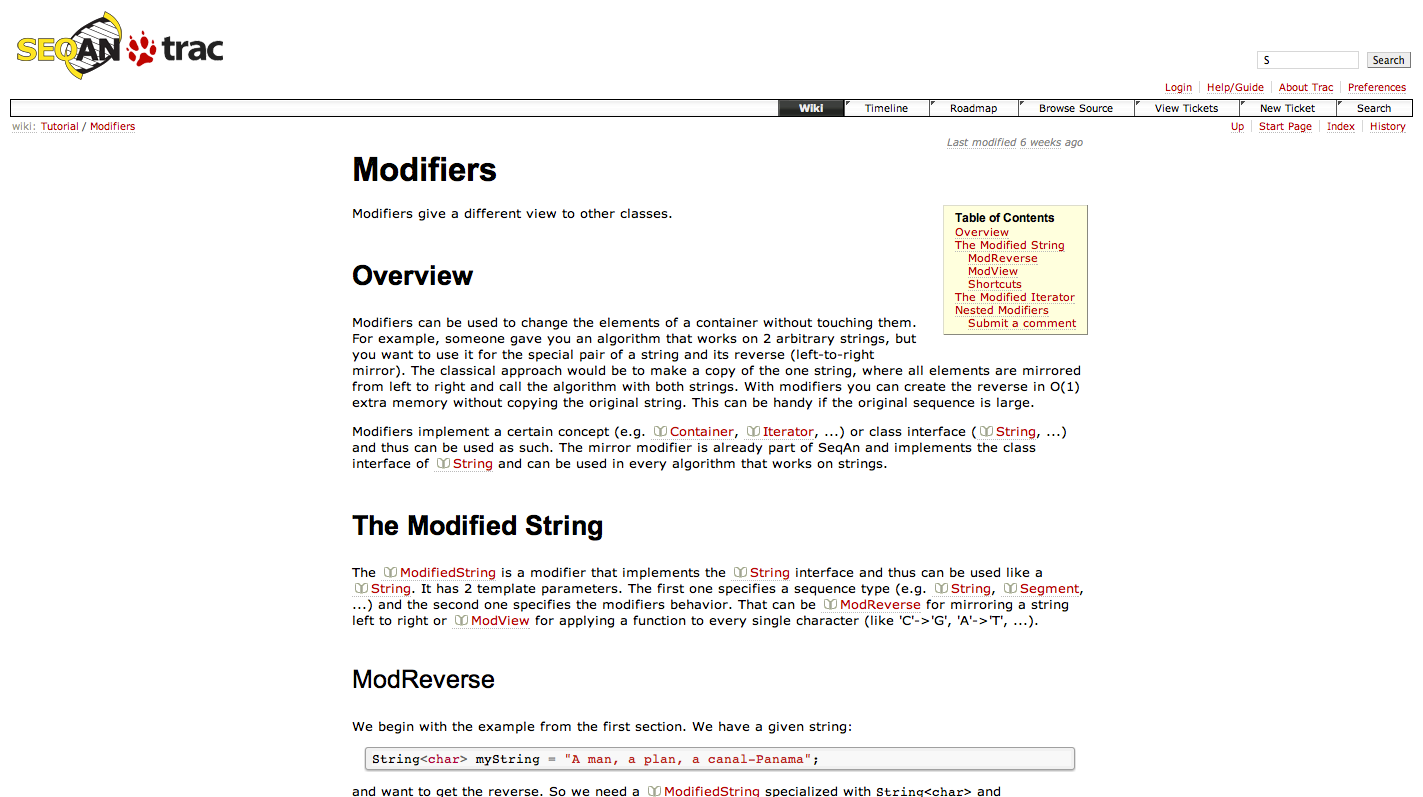 SEQAN trac
S
Search
Login Help/Guide About Trac Preferences
Wiki Timeline Roadmap Browse Source View Tickets New Ticket Search
wiki: Tutorial / Modifiers
Up Start Page Index History
Last modified 6 weeks ago
Modifiers
Modifiers give a different view to other classes.
Table of Contents
Overview
The Modified String
ModReverse
ModView
Shortcuts
The Modified Iterator
Nested Modifiers
Submit a comment
Overview
Modifiers can be used to change the elements of a container without touching them.
For example, someone gave you an algorithm that works on 2 arbitrary strings, but
you want to use it for the special pair of a string and its reverse (left-to-right
mirror). The classical approach would be to make a copy of the one string, where all elements are mirrored
from left to right and call the algorithm with both strings. With modifiers you can create the reverse in O(1)
extra memory without copying the original string. This can be handy if the original sequence is large.
Modifiers implement a certain concept (e.g. Container, Iterator, ...) or class interface (String, ...)
and thus can be used as such. The mirror modifier is already part of SeqAn and implements the class
interface of String and can be used in every algorithm that works on strings.
The Modified String
The ModifiedString is a modifier that implements the String interface and thus can be used like a
String. It has 2 template parameters. The first one specifies a sequence type (e.g. String, Segment,
...) and the second one specifies the modifiers behavior. That can be ModReverse for mirroring a string
left to right or ModView for applying a function to every single character (like 'C'->'G', 'A'->'T', ...).
ModReverse
We begin with the example from the first section. We have a given string:
String<char> myString = "A man, a plan, a canal-Panama";
and want to get the reverse. So we need a ModifiedString specialized with String<char> and